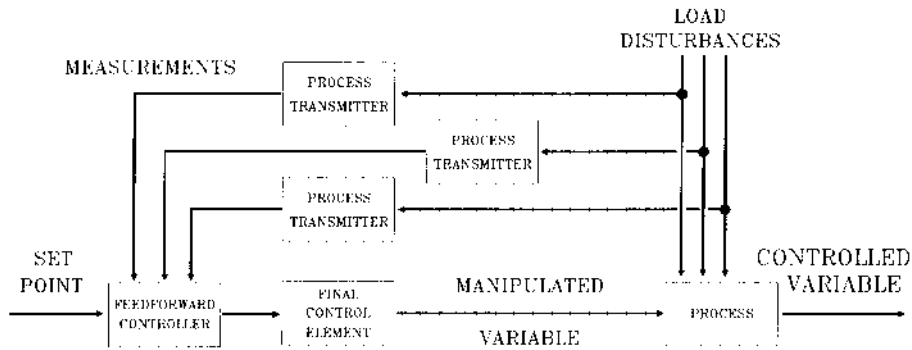 LOAD
DISTURBANCES
MEASUREMENTS
PROCESS
TRANSMITTER
PROCESS
TRANSMITTER
PROCESS
TRANSMITTER
SET
POINT
FEEDFORWARD
CONTROLLER
FINAL
CONTROL
ELEMENT
MANIPULATED
VARIABLE
PROCESS
CONTROLLED
VARIABLE